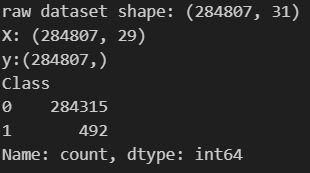 raw dataset shape: (284807, 31)
X: (284807, 29)
y:(284807,)
Class
0    284315
1       492
Name: count, dtype: int64